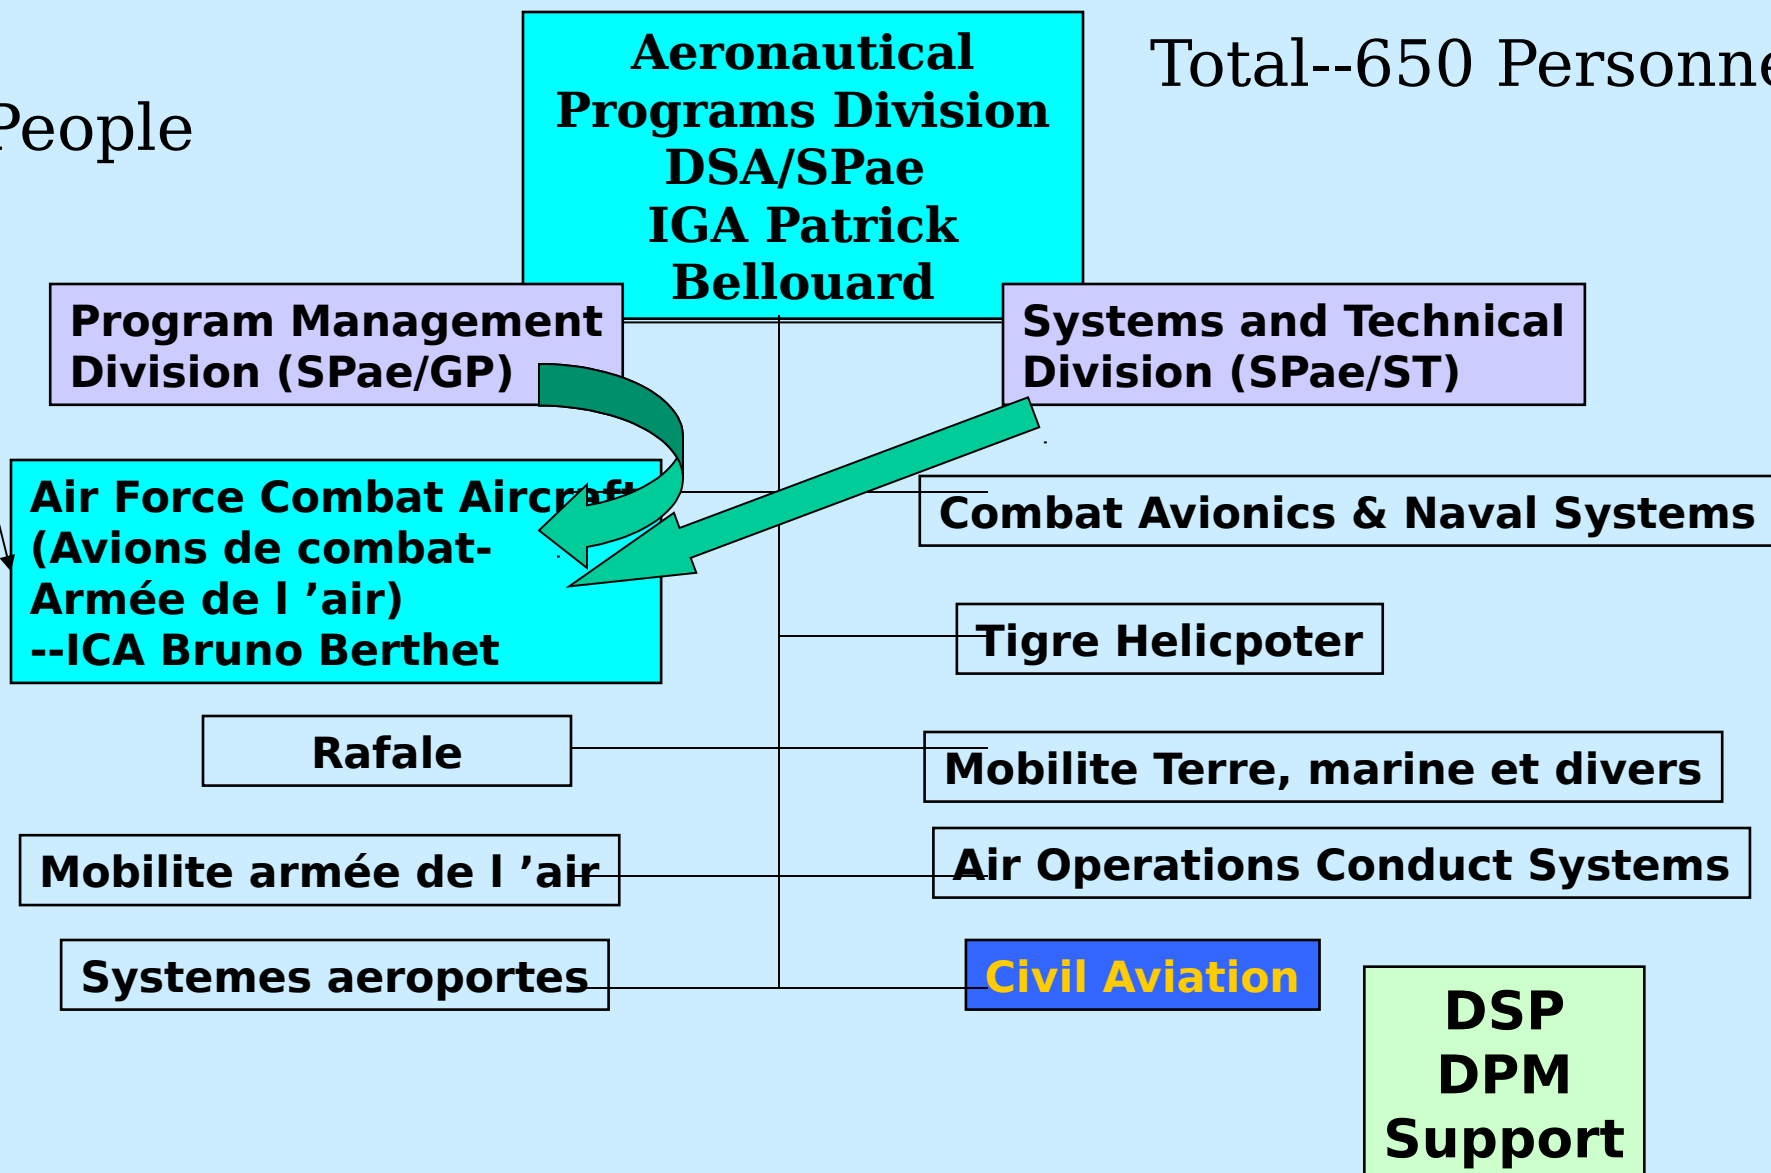 Aeronautical
Programs Division
DSA/SPae
IGA Patrick
Bellouard
Total--650 Personne
People
Program Management
Division (SPae/GP)
Systems and Technical
Division (SPae/ST)
Air Force Combat Aircraft
(Avions de combat-
Armée de l ’air)
--ICA Bruno Berthet
Combat Avionics & Naval Systems
Tigre Helicpoter
Rafale
Mobilite Terre, marine et divers
Mobilite armée de l ’air
Air Operations Conduct Systems
Systemes aeroportes
Civil Aviation
DSP
DPM
Support